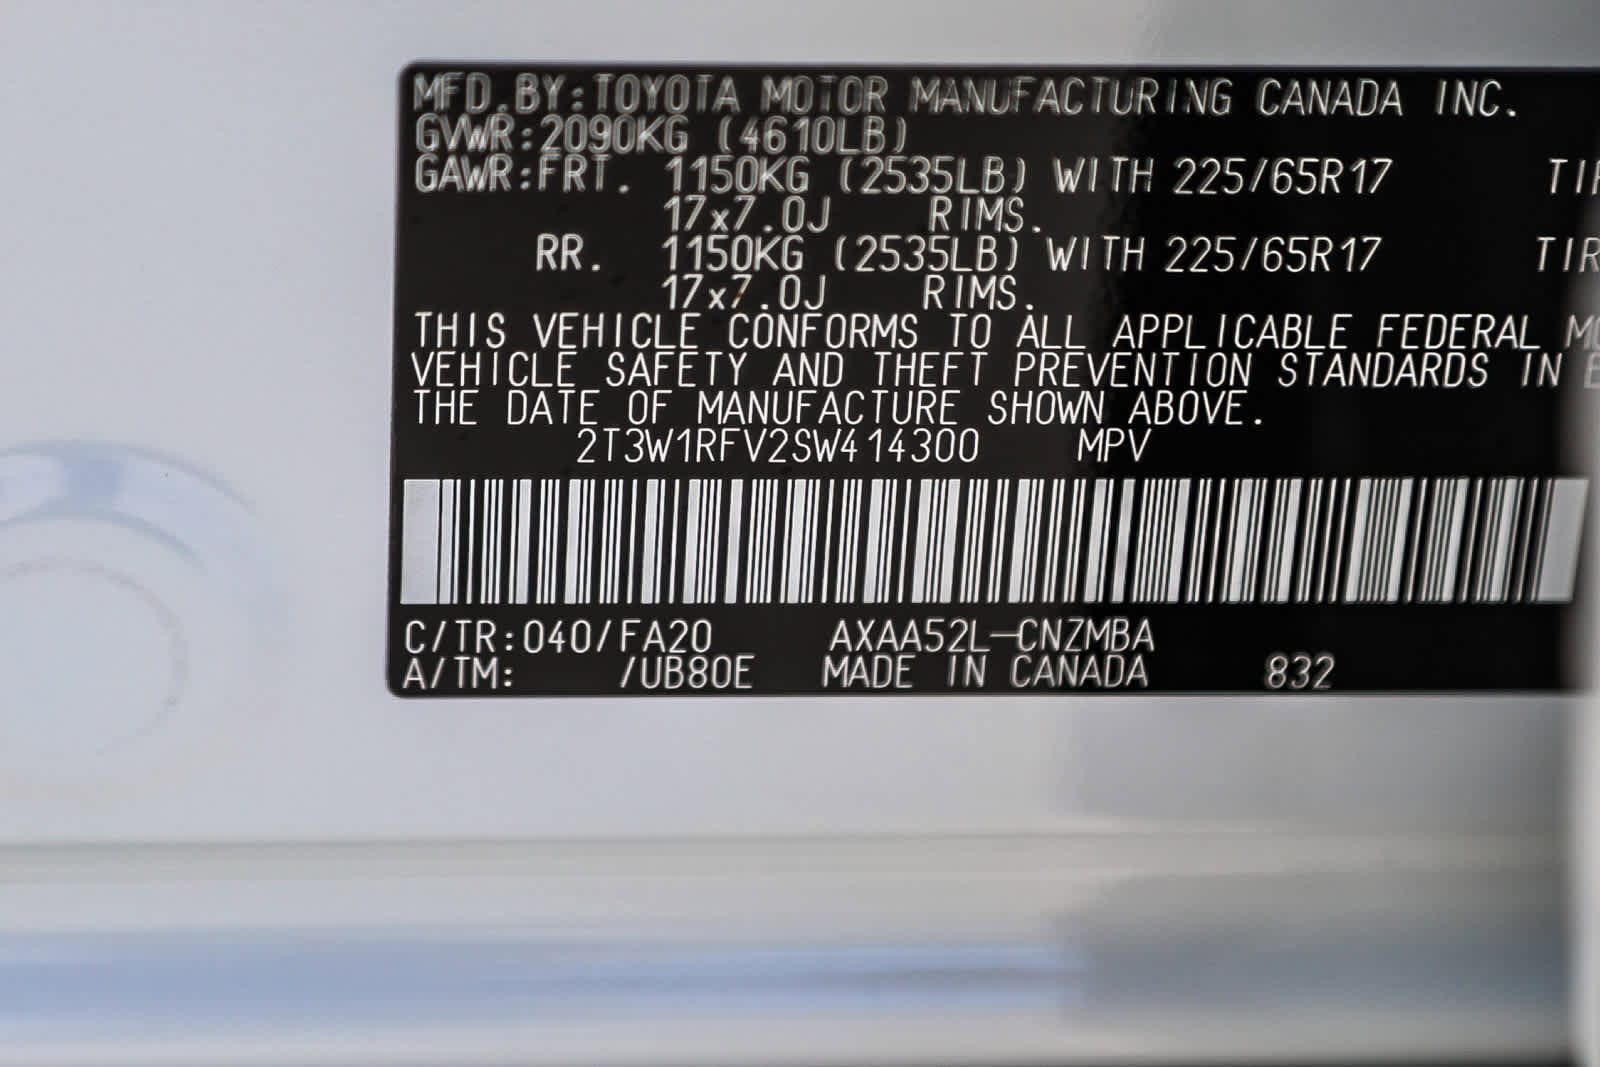 MFD.BY:TOYOTA MOTOR MANUFACTURING CANADA INC.
GVWR:2090KG (4610LB)
GAWR:FRT. 1150KG (2535LB) WITH 225/65R17
17x7.0J RIMS.
RR. 1150KG (2535LB) WITH 225/65R17
17x7.0J RIMS.
THIS VEHICLE CONFORMS TO ALL APPLICABLE FEDERAL
VEHICLE SAFETY AND THEFT PREVENTION STANDARDS IN
THE DATE OF MANUFACTURE SHOWN ABOVE.
2T3W1RFV2SW414300 MPV
C/TR:040/FA20 AXAA52L-CNZMBA
A/TM: /UB80E MADE IN CANADA 832